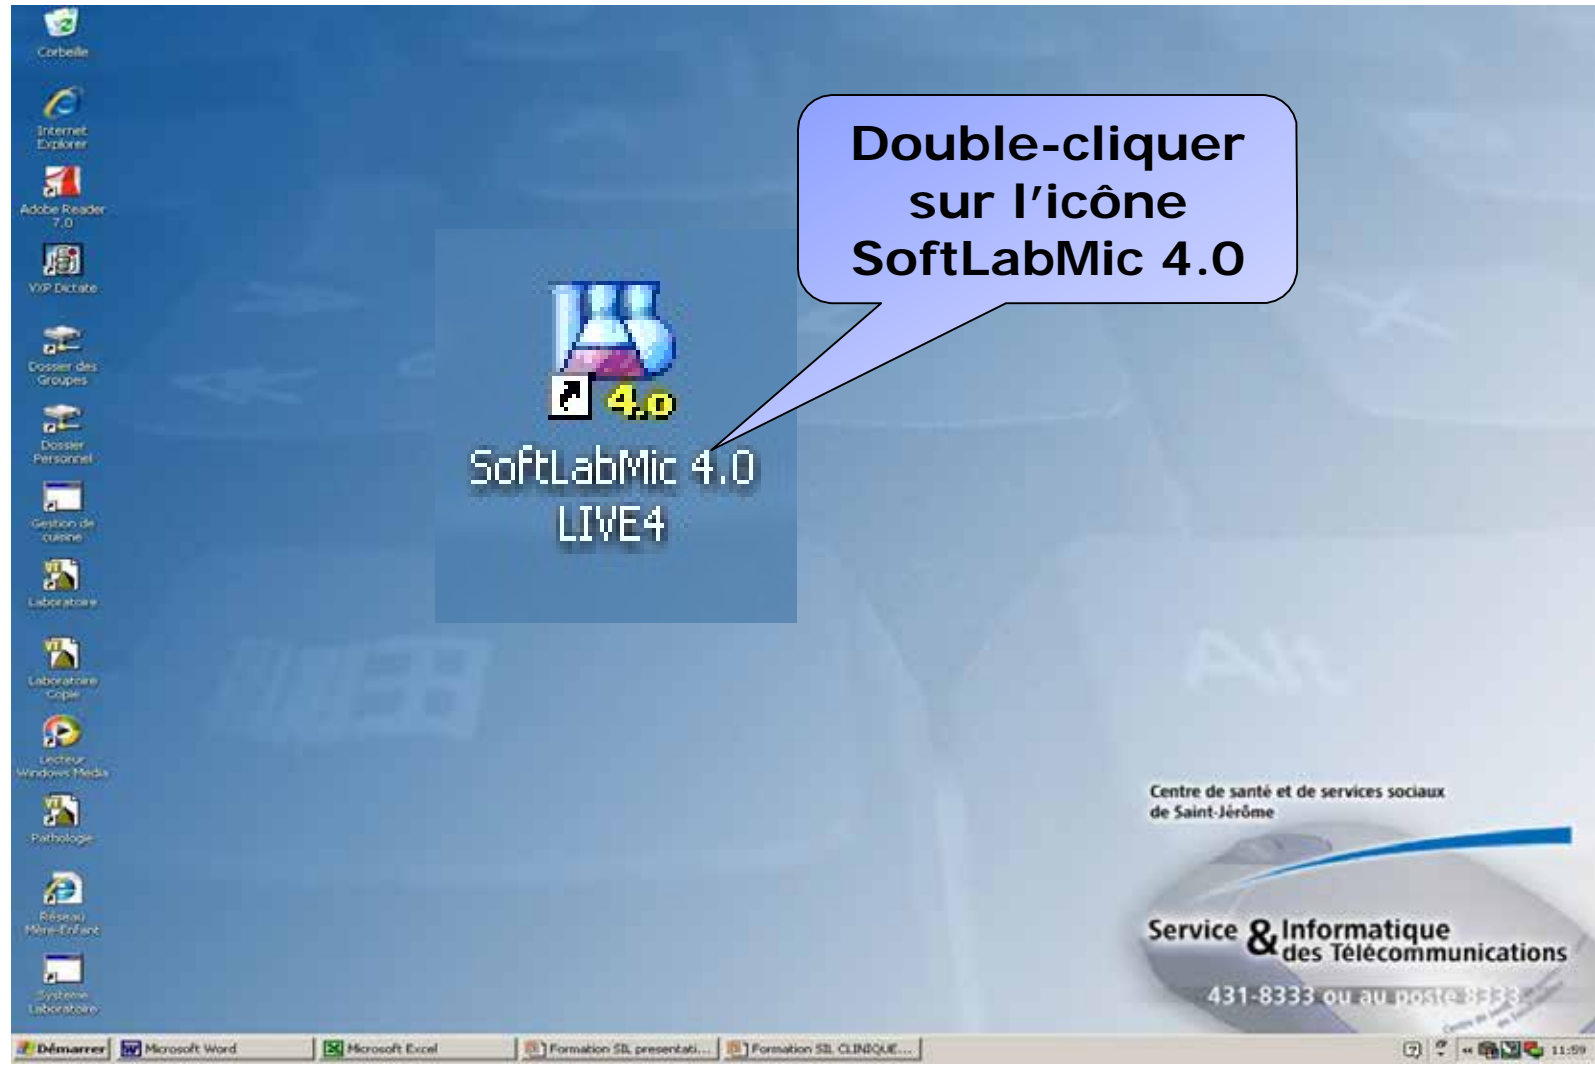 Corbeille
Internet
Explorer
Adobe Reader
7.0
VXP Dictate
Dossier des
Groupes
Dossier
Personnel
Gestion de
cuisine
Laboratoire
Laboratoire
Copie
Lecteur
Windows Media
Pathologie
Réseau
Mère-Enfant
Système
Laboratoire
Double-cliquer
sur l'icône
SoftLabMic 4.0
4.0
SoftLabMic 4.0
LIVE4
Alt
Centre de santé et de services sociaux
de Saint-Jérôme
Service & Informatique
des Télécommunications
431-8333 ou au poste 8333
Démarrer
Microsoft Word
Microsoft Excel
Formation SIL presentati...
Formation SIL CLINIQUE...
11:59